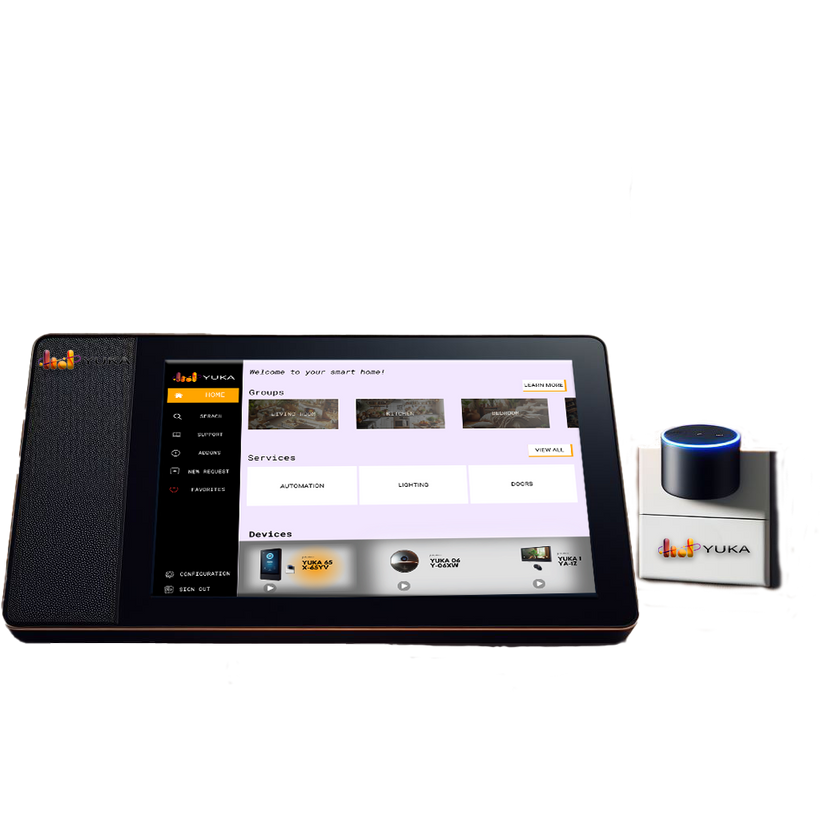 YUKA
YUKA
HOME
SEARCH
SUPPORT
ADDONS
NEW REQUEST
FAVORITES
CONFIGURATION
SIGN OUT
Welcome to your smart home!
LEARN MORE
Groups
LIVING ROOM
KITCHEN
BEDROOM
VIEW ALL
Services
AUTOMATION
LIGHTING
DOORS
Devices
YUKA 65
X-65YV
YUKA 06
Y-06XW
YUKA 1
YA-1Z
YUKA